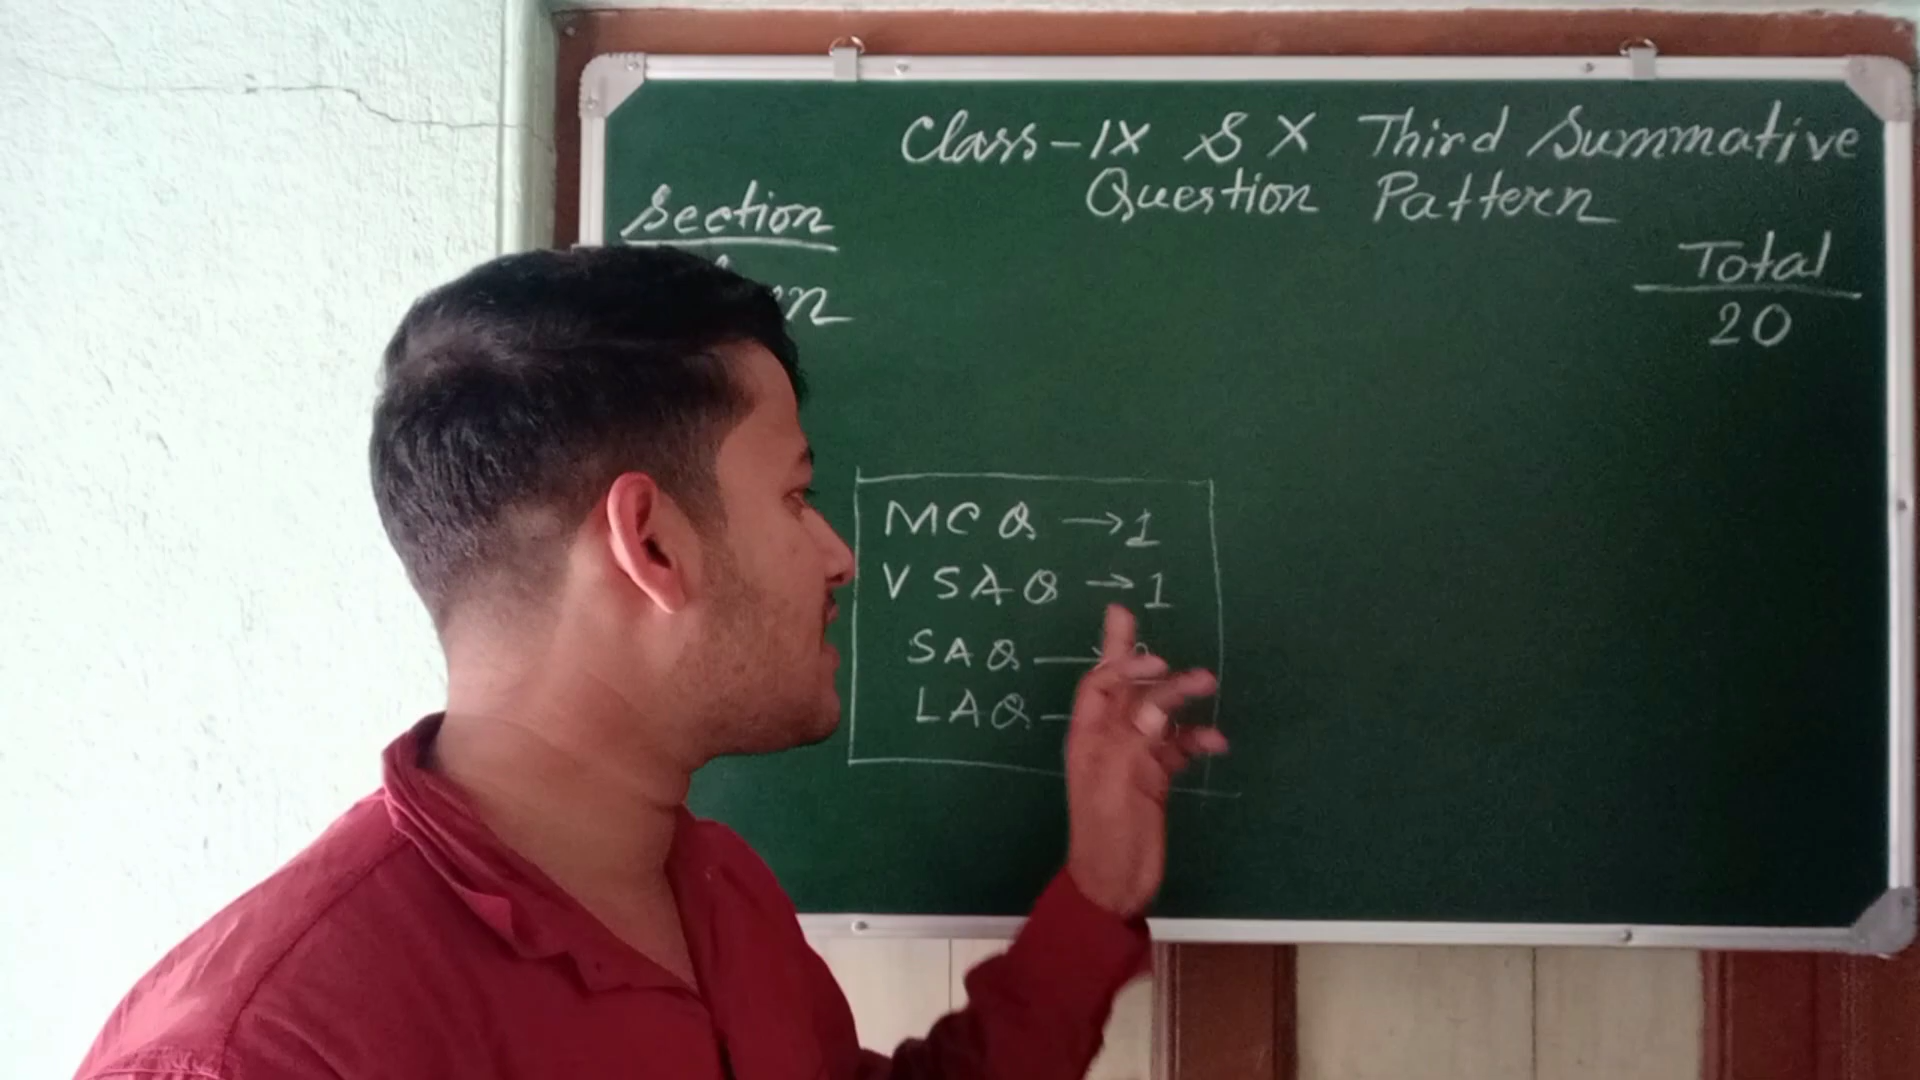 Class-IX & X Third Summative
Question Pattern
Section
Total
20
MCQ → 1
VSAQ → 1
SAQ →
LAQ